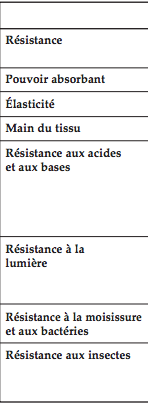 Résistance
Pouvoir absorbant
Élasticité
Main du tissu
Résistance aux acides
et aux bases
Résistance à la
lumière
Résistance à la moisissure
et aux bactéries
Résistance aux insectes